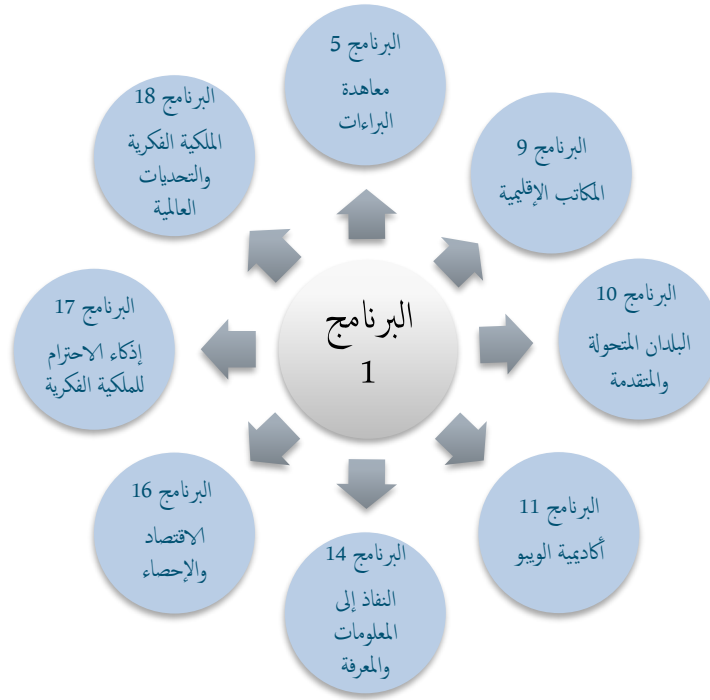 البرنامج
1
البرنامج 5
معاهدة
البراءات
البرنامج 9
المكاتب الإقليمية
البرنامج 10
البلدان المتحولة
والمتقدمة
البرنامج 11
أكاديمية الويبو
البرنامج 14
النفاذ إلى
المعلومات
والمعرفة
البرنامج 16
الاقتصاد
والإحصاء
البرنامج 17
إذكاء الاحترام
للملكية الفكرية
البرنامج 18
الملكية الفكرية
والتحديات
العالمية